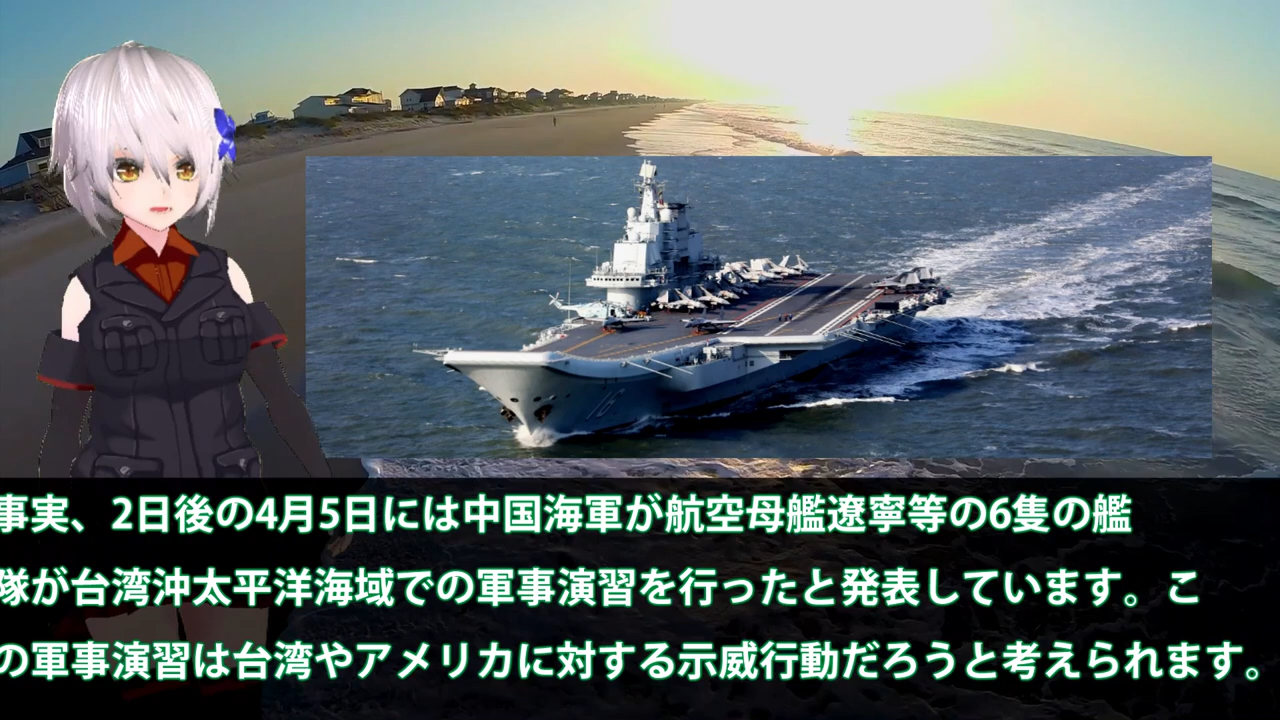 事実、2日後の4月5日には中国海軍が航空母艦遼寧等の6隻の艦
隊が台湾沖太平洋海域での軍事演習を行ったと発表しています。こ
の軍事演習は台湾やアメリカに対する示威行動だろうと考えられます。
16